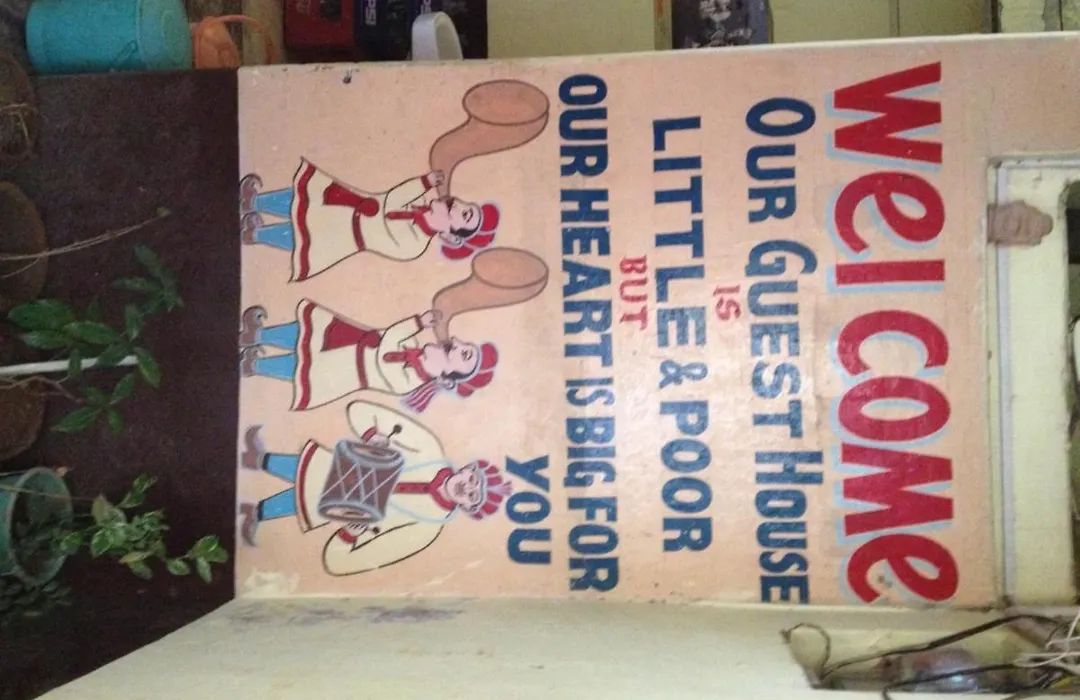 Welcome
OUR GUEST HOUSE
IS
LITTLE & POOR
BUT
OUR HEART IS BIG FOR
YOU